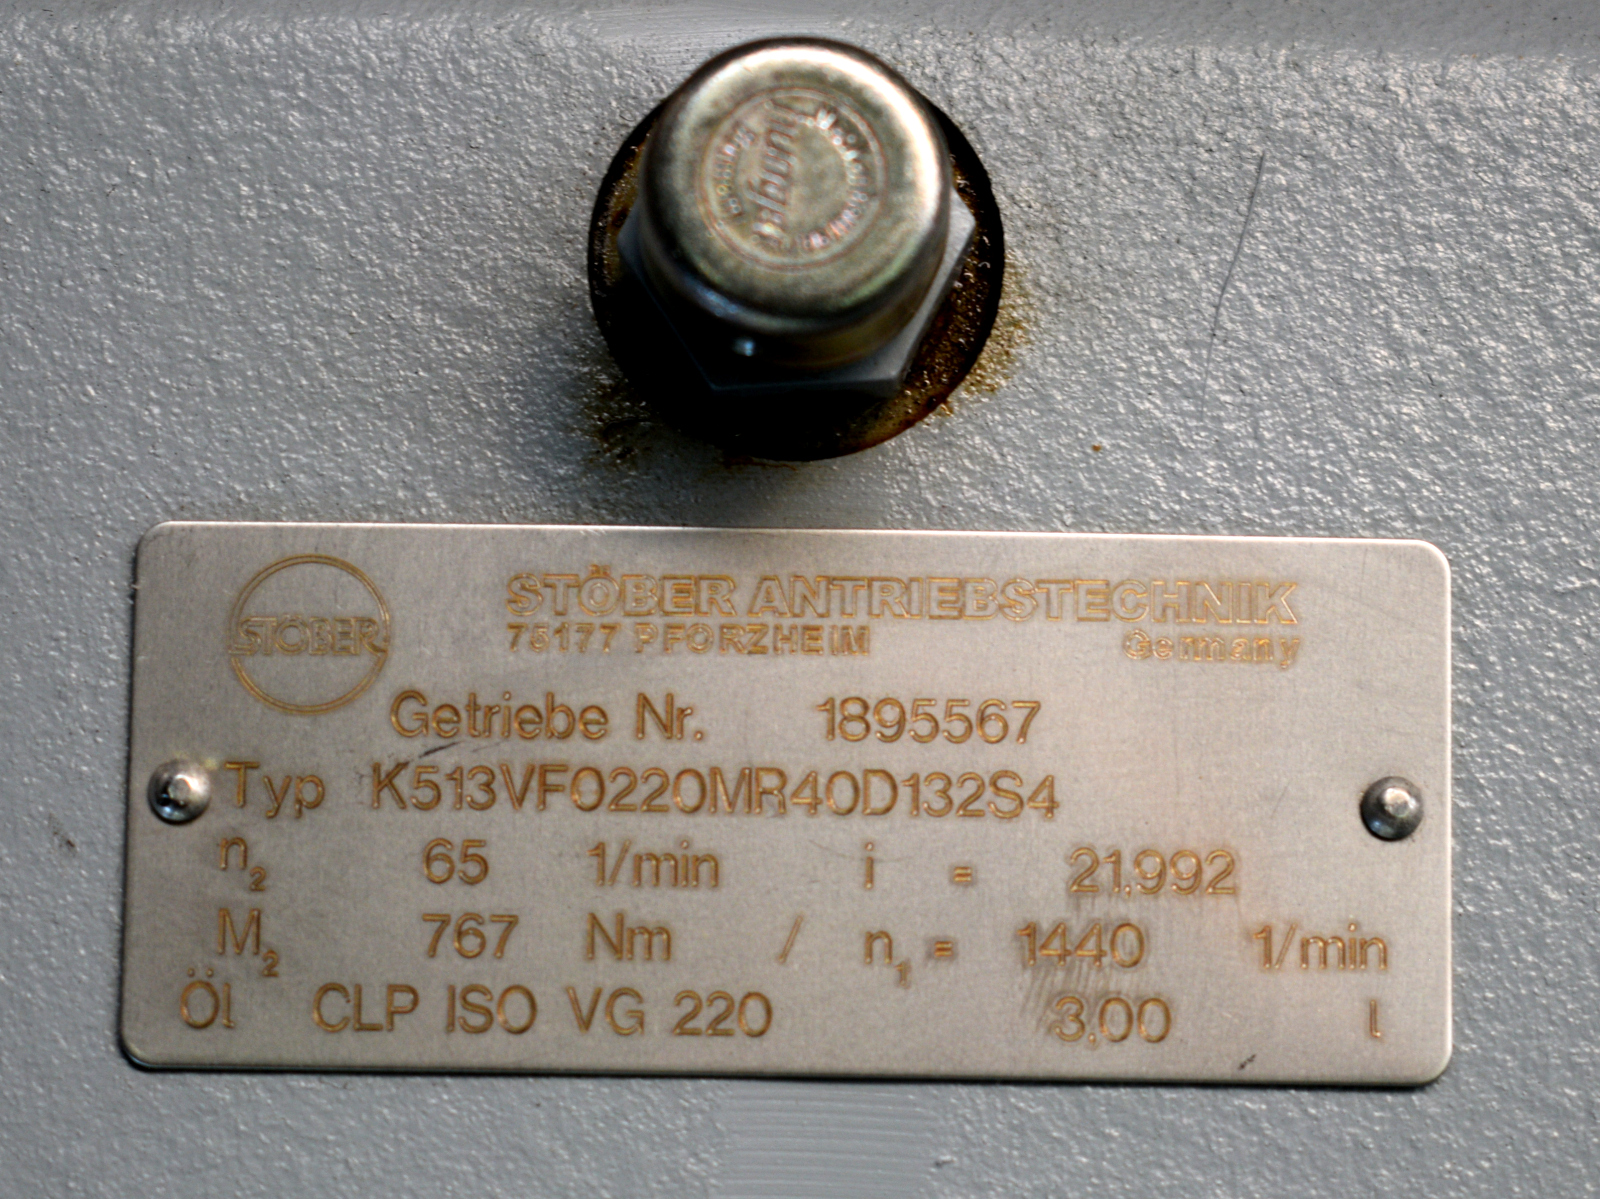 STÖBER
STÖBER ANTRIEBSTECHNIK
75177 PFORZHEIM Germany
Getriebe Nr. 1895567
Typ K513VF0220MR40D132S4
n₂ 65 1/min i = 21,992
M₂ 767 Nm / n₁ = 1440 1/min
Öl CLP ISO VG 220 3,00 l